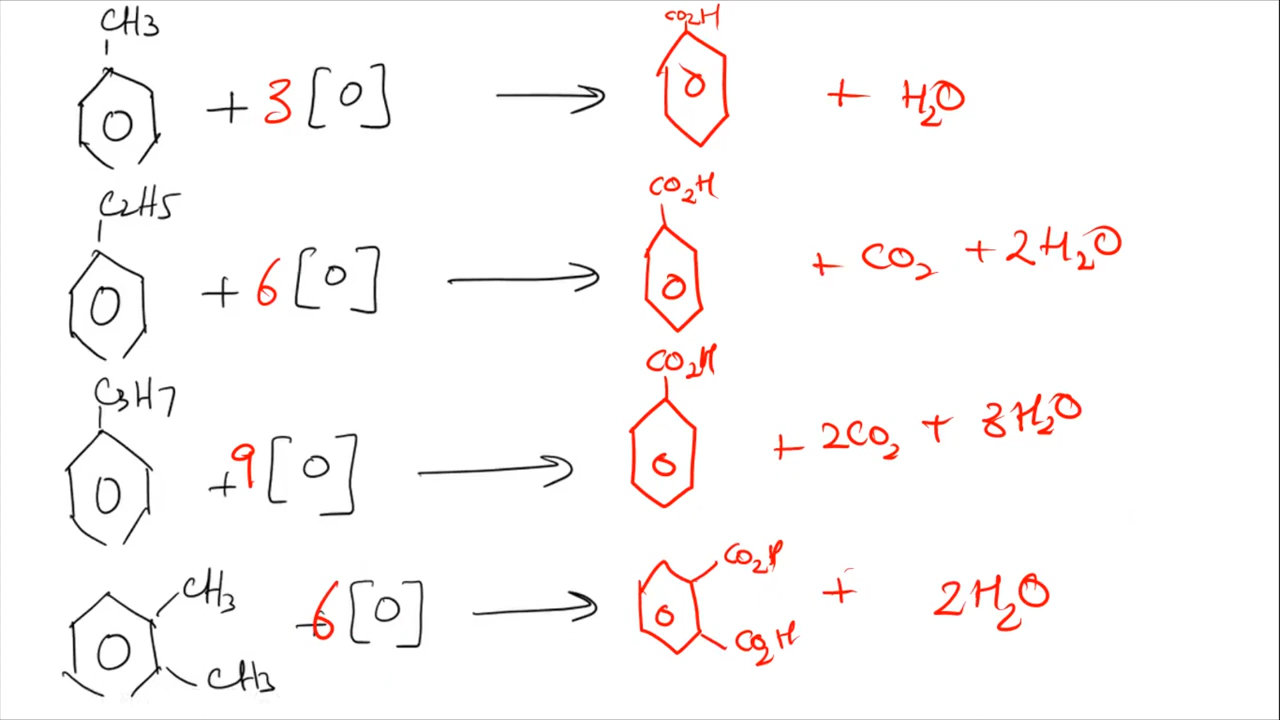 CH3 CO2H
+ 3 [O] → + H2O
C2H5 CO2H
+ 6 [O] → + CO2 + 2H2O
C3H7 CO2H
+ 9 [O] → + 2CO2 + 3H2O
CH3 CO2H
+ 6 [O] → + 2H2O
CH3 CO2H